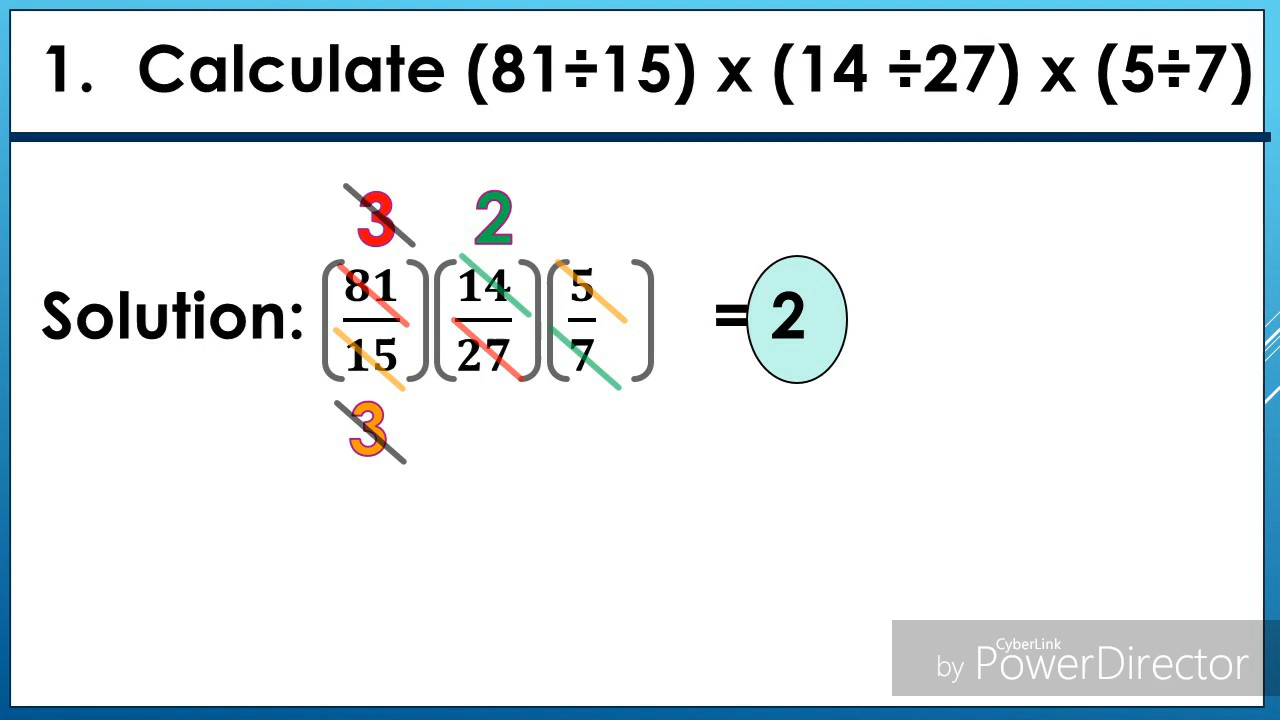 1. Calculate (81÷15) x (14 ÷27) x (5÷7)
3 2
Solution: (81/15)(14/27)(5/7) = 2
3
CyberLink
by PowerDirector